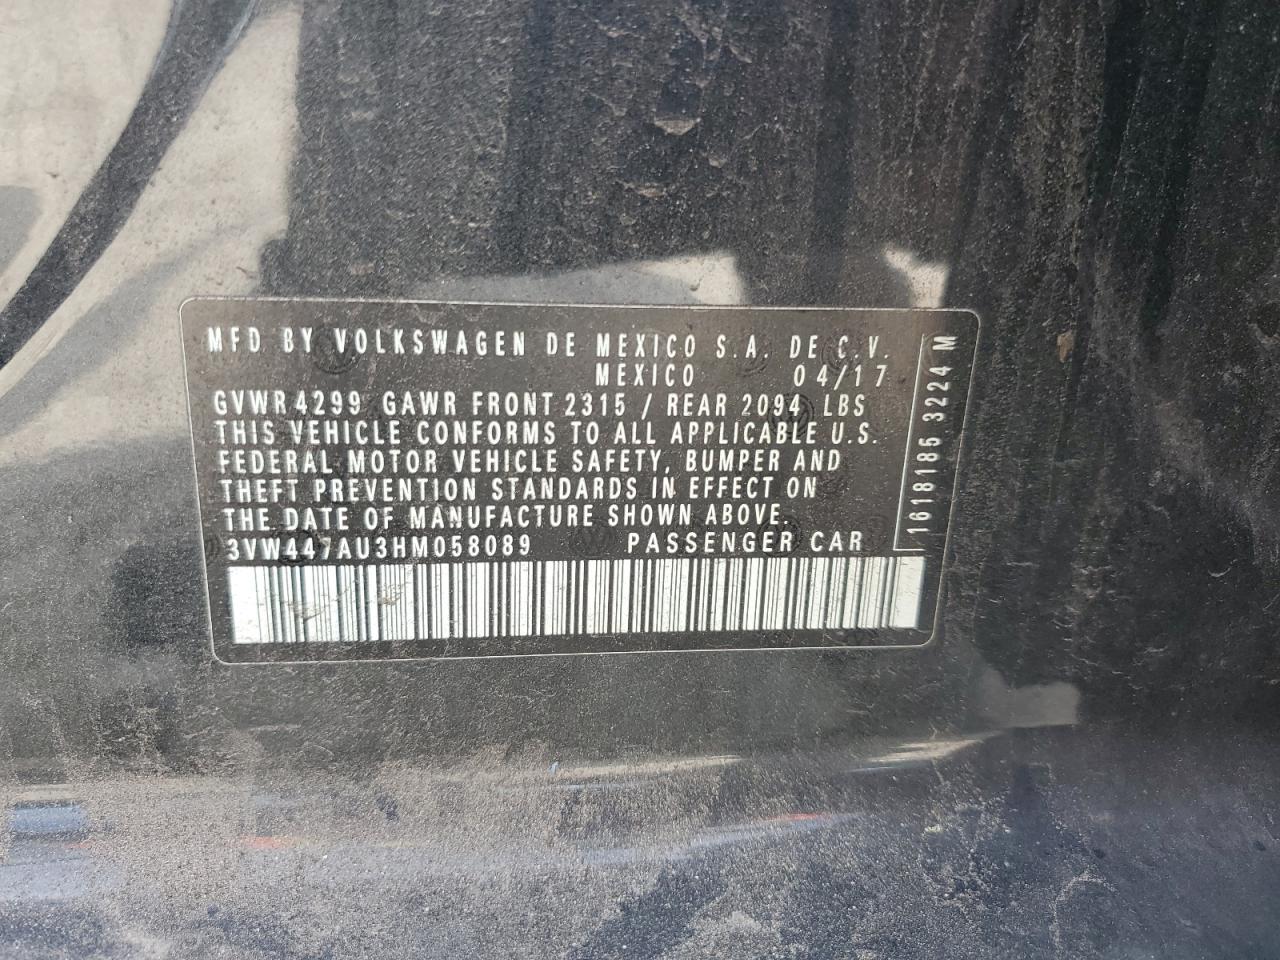 MFD BY VOLKSWAGEN DE MEXICO S.A. DE C.V.
MEXICO 04/17
GVWR 4299 GAWR FRONT 2315 / REAR 2094 LBS
THIS VEHICLE CONFORMS TO ALL APPLICABLE U.S.
FEDERAL MOTOR VEHICLE SAFETY, BUMPER AND
THEFT PREVENTION STANDARDS IN EFFECT ON
THE DATE OF MANUFACTURE SHOWN ABOVE.
3VW447AU3HM058089 PASSENGER CAR
1618186 3224 M